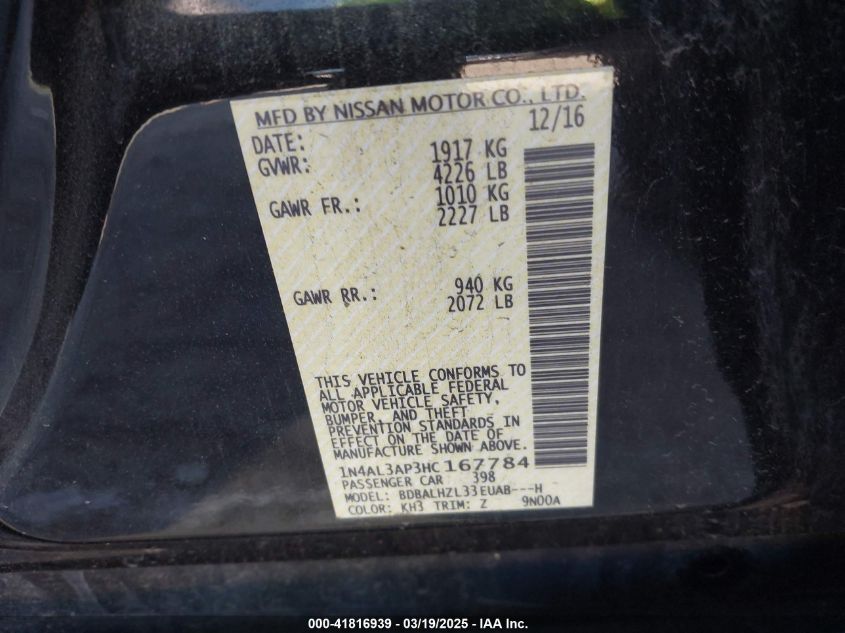 MFD BY NISSAN MOTOR CO., LTD.
DATE: 12/16
GVWR: 1917 KG
4226 LB
GAWR FR.: 1010 KG
2227 LB
GAWR RR.: 940 KG
2072 LB
THIS VEHICLE CONFORMS TO
ALL APPLICABLE FEDERAL
MOTOR VEHICLE SAFETY,
BUMPER, AND THEFT
PREVENTION STANDARDS IN
EFFECT ON THE DATE OF
MANUFACTURE SHOWN ABOVE.
1N4AL3AP3HC167784
PASSENGER CAR 398
MODEL: BDBALHZL33EUAB---H
COLOR: KH3 TRIM: Z 9N00A
000-41816939 - 03/19/2025 - IAA Inc.